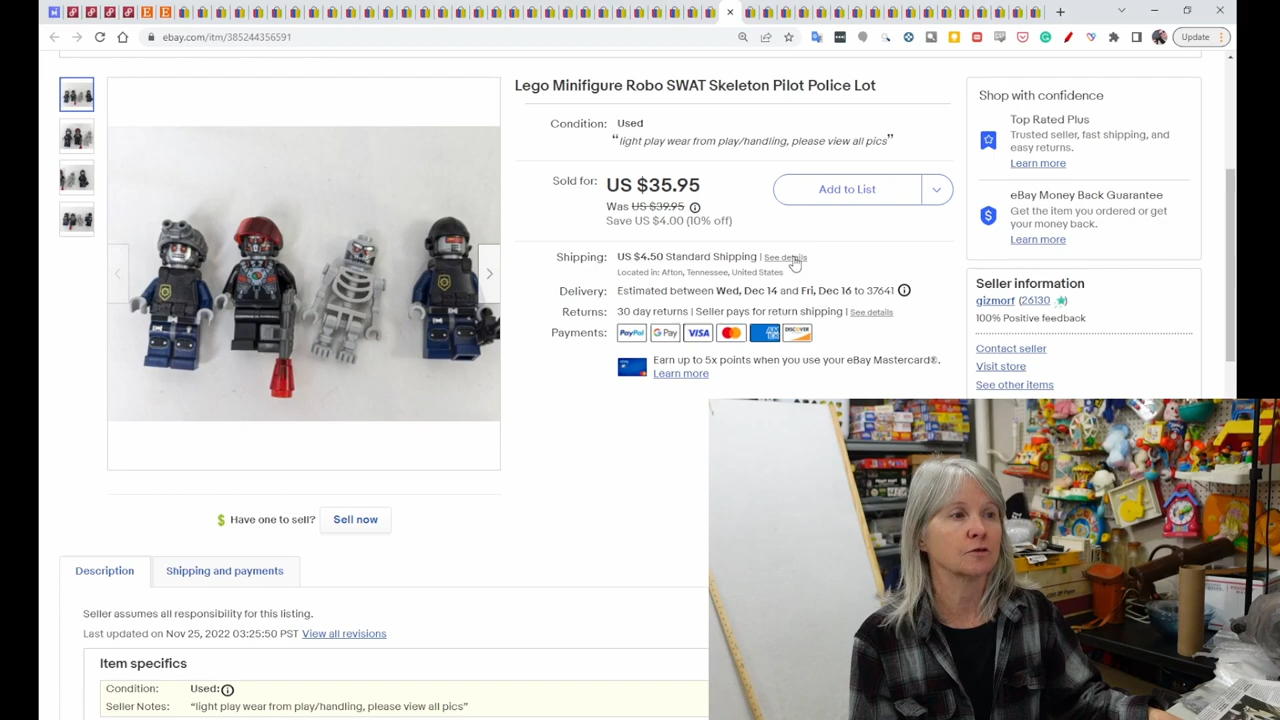 ebay.com/itm/385244356591
Update
Lego Minifigure Robo SWAT Skeleton Pilot Police Lot
Condition: Used
“light play wear from play/handling, please view all pics”
Sold for: US $35.95
Was US $39.95
Save US $4.00 (10% off)
Add to List
Shipping: US $4.50 Standard Shipping | See details
Located in: Afton, Tennessee, United States
Delivery: Estimated between Wed, Dec 14 and Fri, Dec 16 to 37641
Returns: 30 day returns | Seller pays for return shipping | See details
Payments: PayPal G Pay VISA DISCOVER
Earn up to 5x points when you use your eBay Mastercard®.
Learn more
Shop with confidence
Top Rated Plus
Trusted seller, fast shipping, and
easy returns.
Learn more
eBay Money Back Guarantee
Get the item you ordered or get
your money back.
Learn more
Seller information
gizmorf (26130)
100% Positive feedback
Contact seller
Visit store
See other items
Have one to sell? Sell now
Description Shipping and payments
Seller assumes all responsibility for this listing.
Last updated on Nov 25, 2022 03:25:50 PST View all revisions
Item specifics
Condition: Used:
Seller Notes: “light play wear from play/handling, please view all pics”